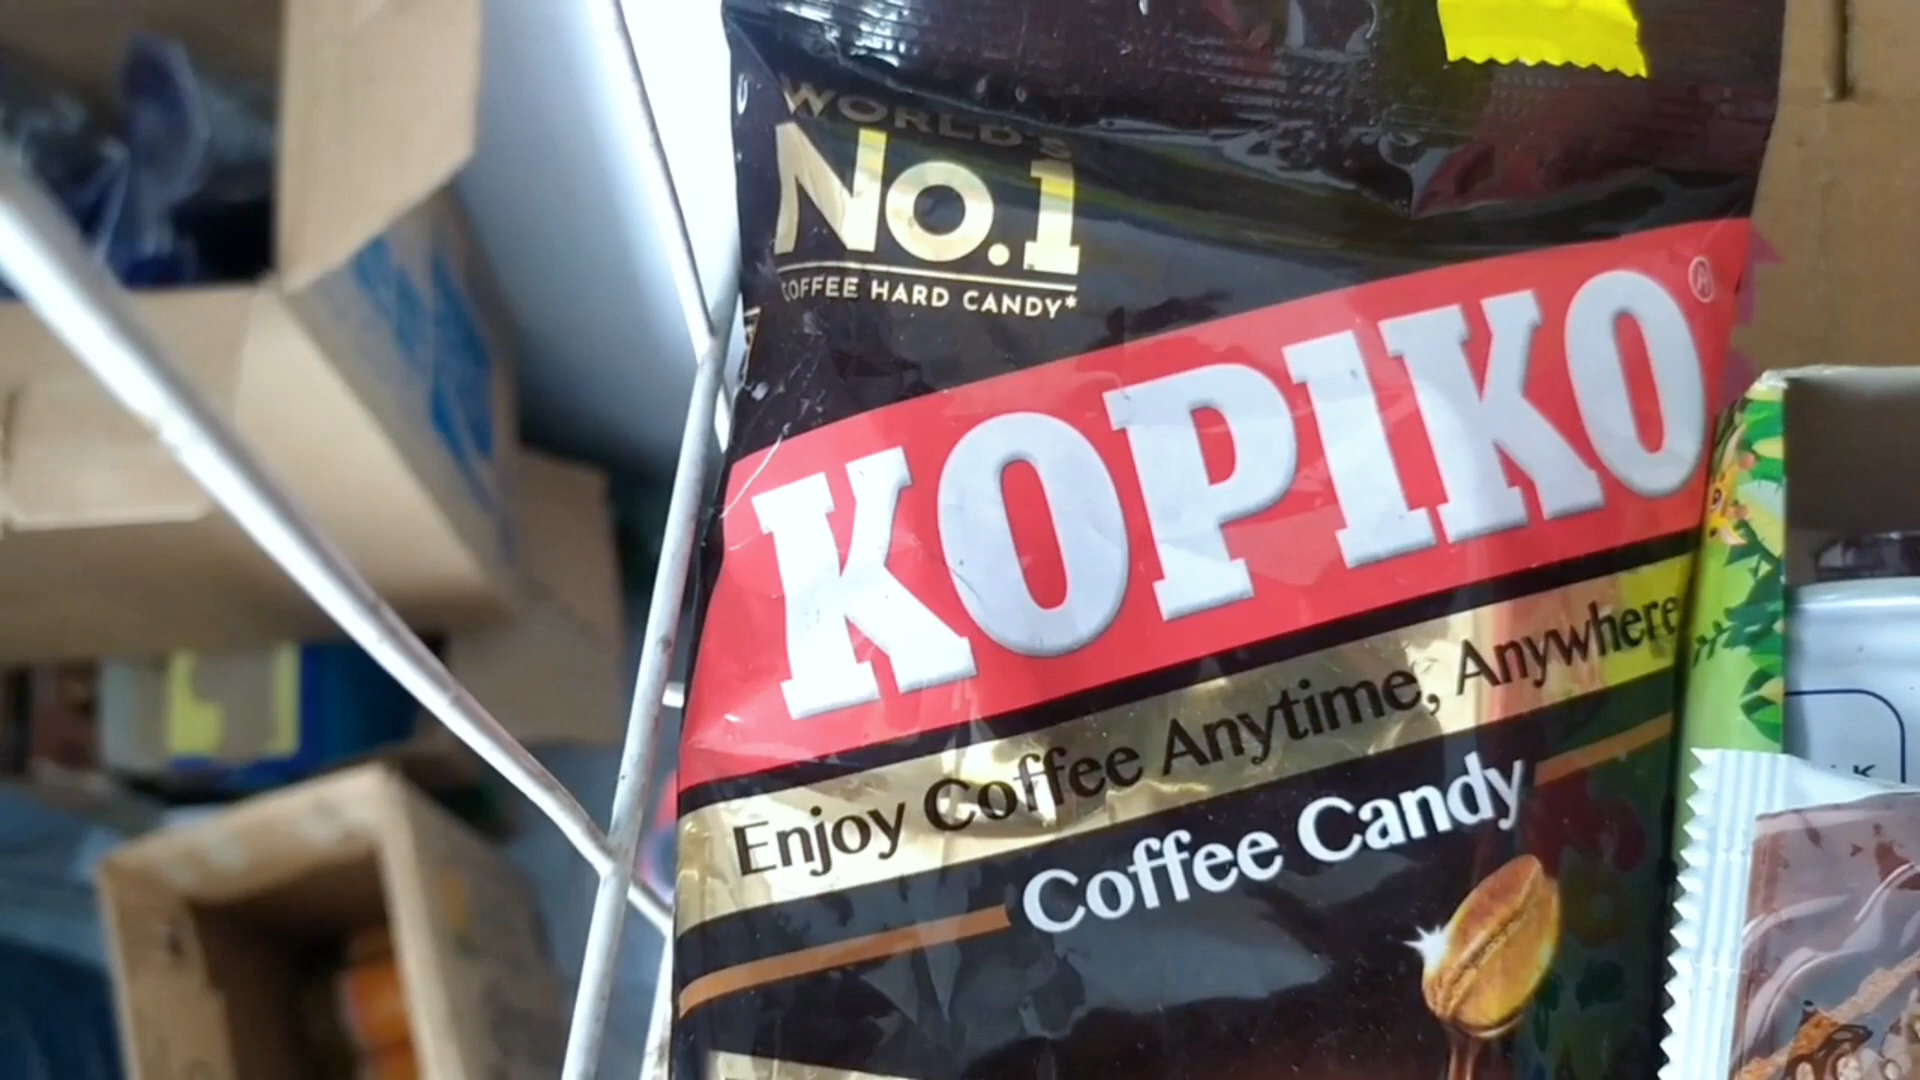 WORLD'S
No.1
COFFEE HARD CANDY*
KOPIKO®
Enjoy Coffee Anytime, Anywhere
Coffee Candy